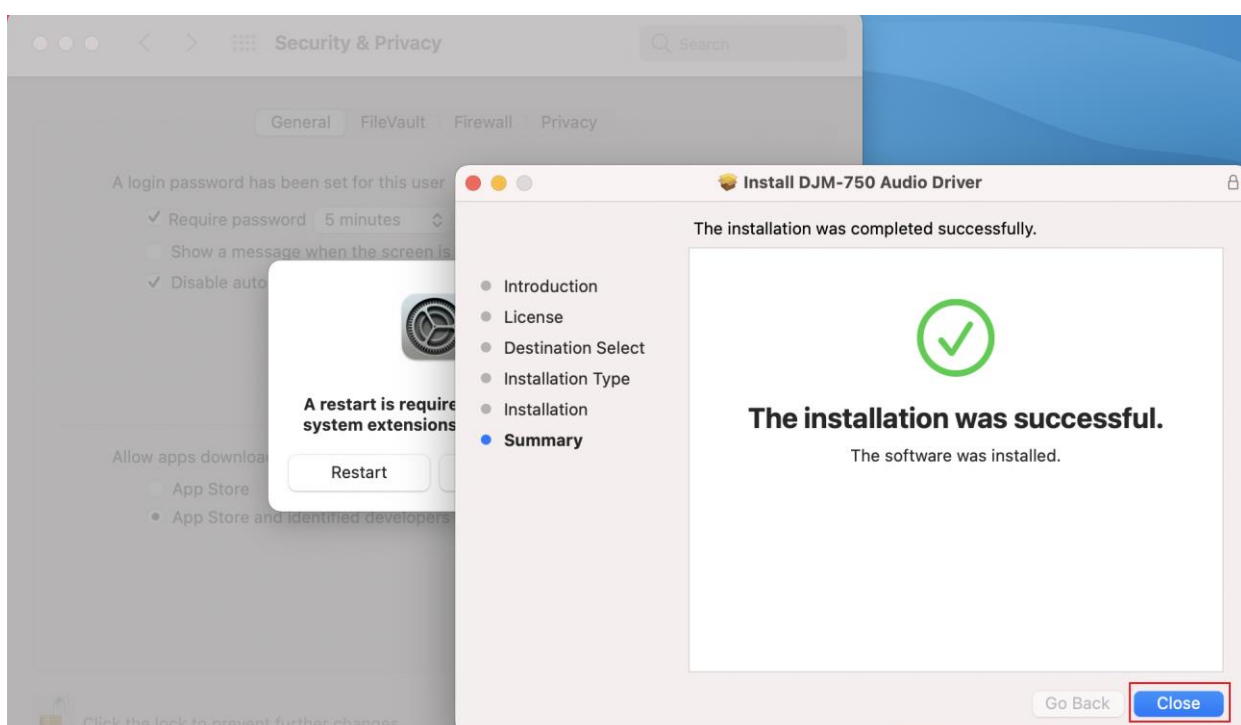 Security & Privacy
Search
General FileVault Firewall Privacy
A login password has been set for this user
Require password 5 minutes
Show a message when the screen is
Disable auto
A restart is require
system extensions
Restart
Allow apps downloa
App Store
App Store and identified developers
Click the lock to prevent further changes.
Install DJM-750 Audio Driver
The installation was completed successfully.
Introduction
License
Destination Select
Installation Type
Installation
Summary
The installation was successful.
The software was installed.
Go Back Close